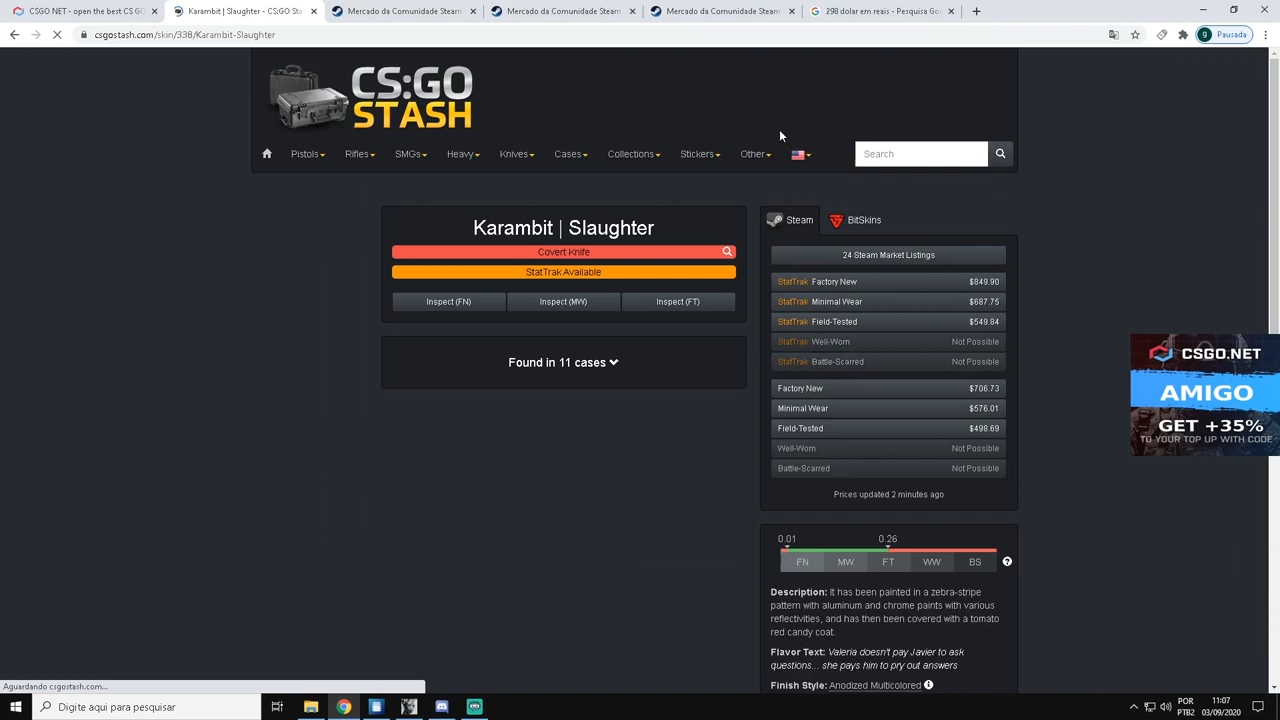 CSGO NET - open the best CS:GO c
Karambit | Slaughter - CS:GO Stas
Mercado da Comunidade Steam
Mercado da Comunidade Steam
Mercado da Comunidade Steam
298 dolar em reais - Pesquisa Goo
csgostash.com/skin/338/Karambit-Slaughter
g
Pausada
CS:GO
STASH
Pistols
Rifles
SMGs
Heavy
Knives
Cases
Collections
Stickers
Other
Search
Karambit | Slaughter
Covert Knife
StatTrak Available
Inspect (FN)
Inspect (MW)
Inspect (FT)
Found in 11 cases
Steam
BitSkins
24 Steam Market Listings
StatTrak Factory New $849.90
StatTrak Minimal Wear $687.75
StatTrak Field-Tested $549.84
StatTrak Well-Worn Not Possible
StatTrak Battle-Scarred Not Possible
Factory New $706.73
Minimal Wear $576.01
Field-Tested $498.69
Well-Worn Not Possible
Battle-Scarred Not Possible
Prices updated 2 minutes ago
0.01 0.26
FN MW FT WW BS
Description: It has been painted in a zebra-stripe
pattern with aluminum and chrome paints with various
reflectivities, and has then been covered with a tomato
red candy coat.
Flavor Text: Valeria doesn't pay Javier to ask
questions... she pays him to pry out answers
Finish Style: Anodized Multicolored
CSGO.NET
AMIGO
GET +35%
TO YOUR TOP UP WITH CODE
Aguardando csgostash.com...
Digite aqui para pesquisar
POR
PTB2
11:07
03/09/2020